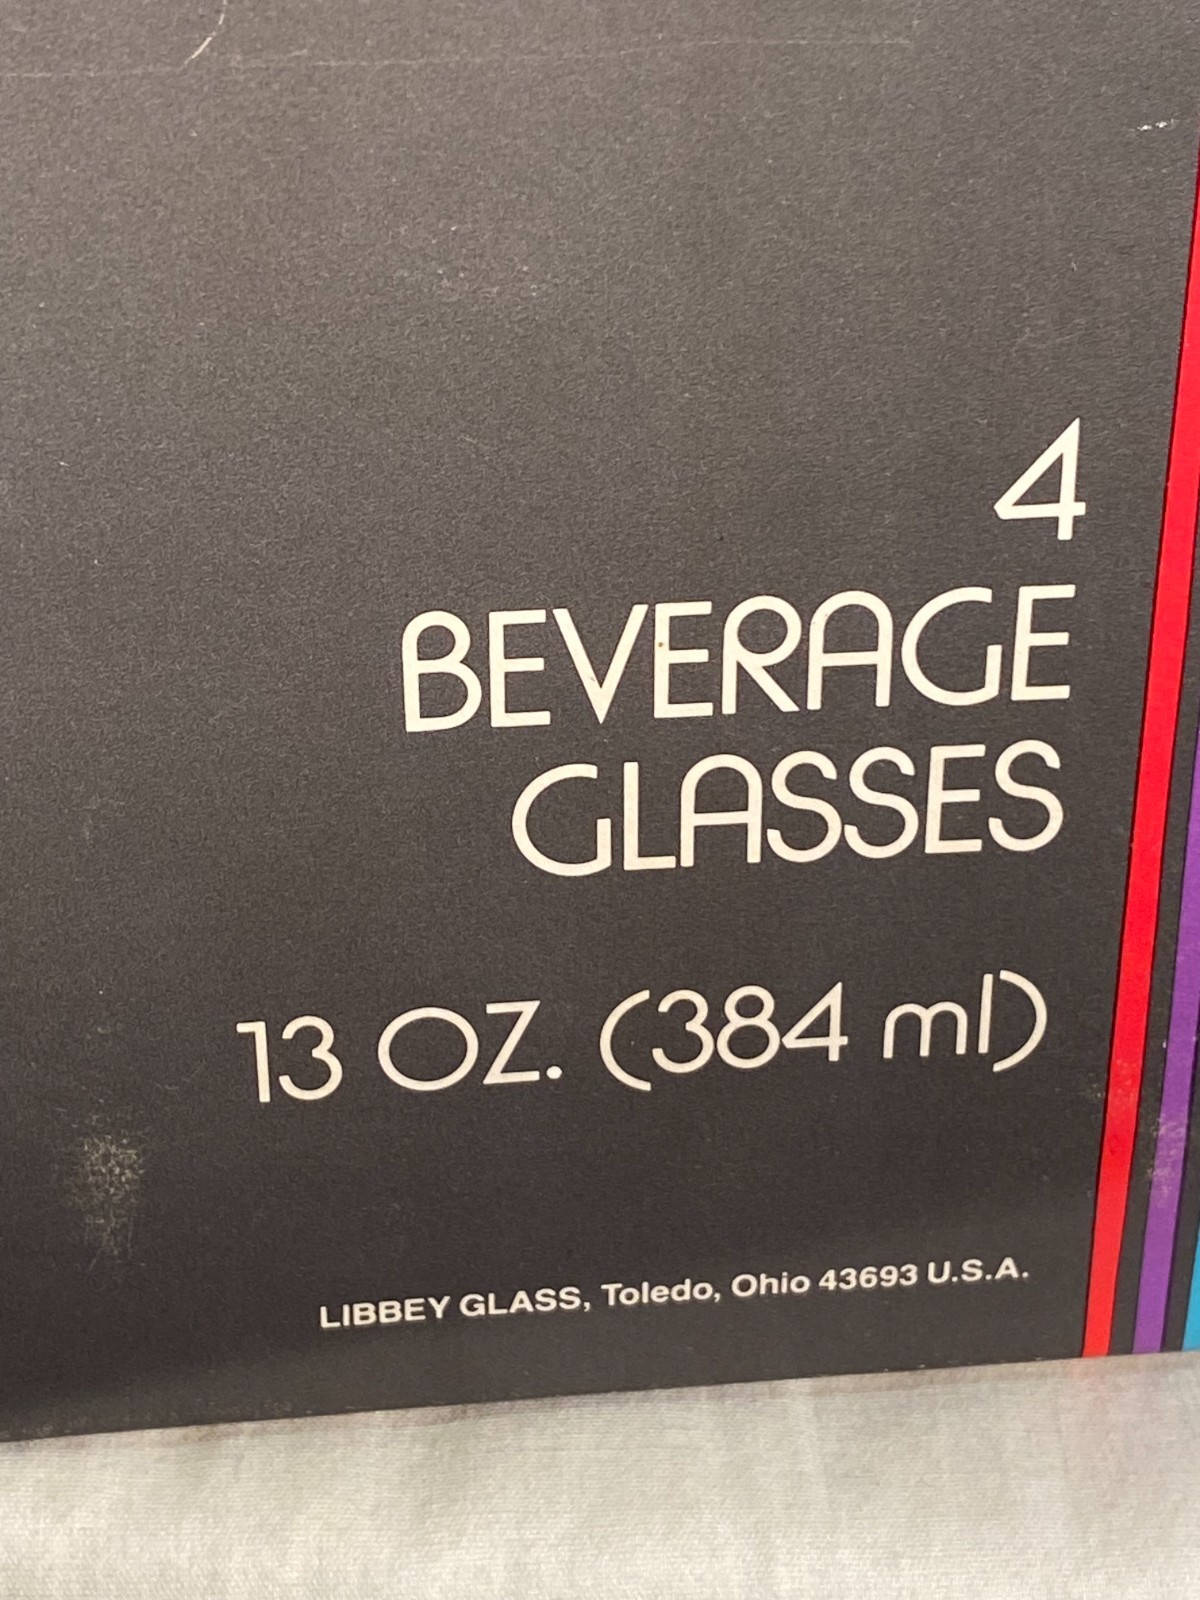 4
BEVERAGE
GLASSES
13 OZ. (384 ml)
LIBBEY GLASS, Toledo, Ohio 43693 U.S.A.